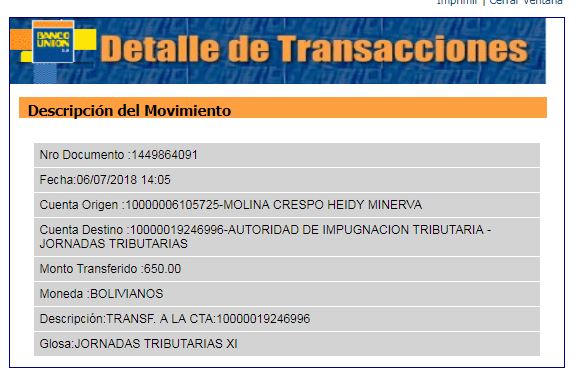 Imprimir | Cerrar Ventana
BANCO
UNION
Detalle de Transacciones
Descripción del Movimiento
Nro Documento :1449864091
Fecha:06/07/2018 14:05
Cuenta Origen :10000006105725-MOLINA CRESPO HEIDY MINERVA
Cuenta Destino :10000019246996-AUTORIDAD DE IMPUGNACION TRIBUTARIA -
JORNADAS TRIBUTARIAS
Monto Transferido :650.00
Moneda :BOLIVIANOS
Descripción:TRANSF. A LA CTA:10000019246996
Glosa:JORNADAS TRIBUTARIAS XI